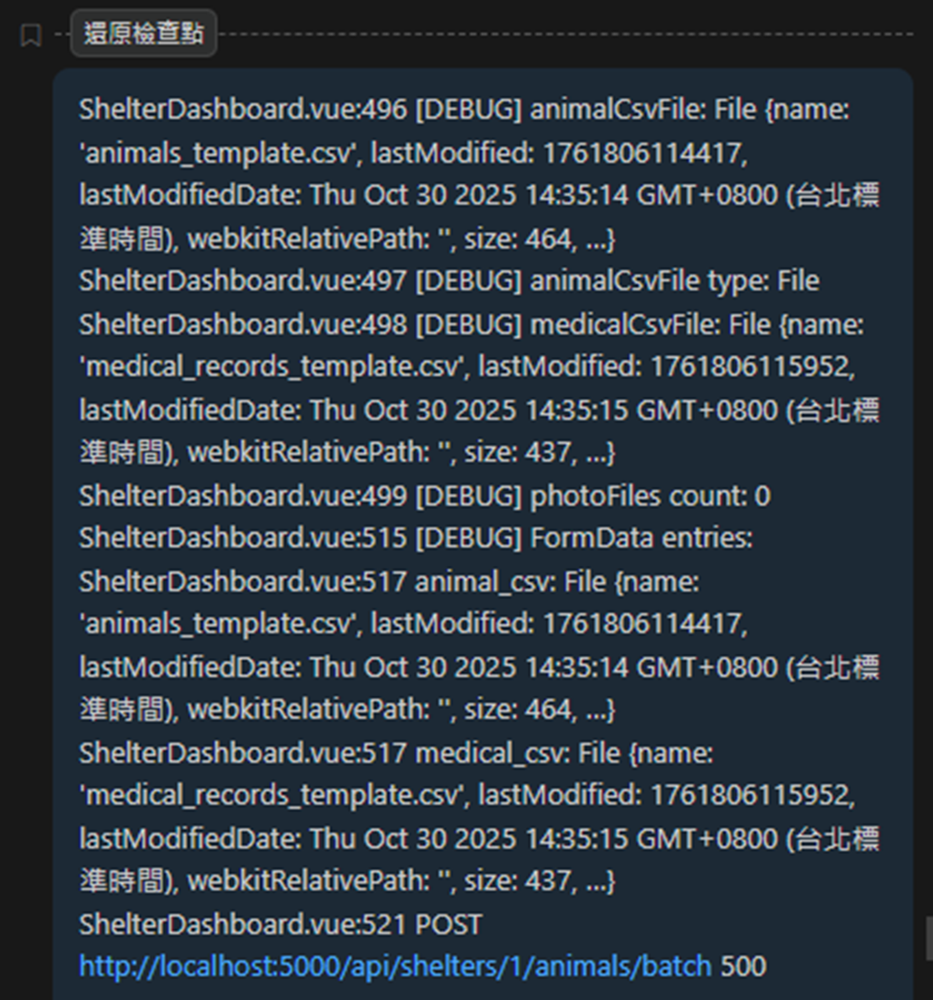 還原檢查點
ShelterDashboard.vue:496 [DEBUG] animalCsvFile: File {name:
'animals_template.csv', lastModified: 1761806114417,
lastModifiedDate: Thu Oct 30 2025 14:35:14 GMT+0800 (台北標
準時間), webkitRelativePath: '', size: 464, …}
ShelterDashboard.vue:497 [DEBUG] animalCsvFile type: File
ShelterDashboard.vue:498 [DEBUG] medicalCsvFile: File {name:
'medical_records_template.csv', lastModified: 1761806115952,
lastModifiedDate: Thu Oct 30 2025 14:35:15 GMT+0800 (台北標
準時間), webkitRelativePath: '', size: 437, …}
ShelterDashboard.vue:499 [DEBUG] photoFiles count: 0
ShelterDashboard.vue:515 [DEBUG] FormData entries:
ShelterDashboard.vue:517 animal_csv: File {name:
'animals_template.csv', lastModified: 1761806114417,
lastModifiedDate: Thu Oct 30 2025 14:35:14 GMT+0800 (台北標
準時間), webkitRelativePath: '', size: 464, …}
ShelterDashboard.vue:517 medical_csv: File {name:
'medical_records_template.csv', lastModified: 1761806115952,
lastModifiedDate: Thu Oct 30 2025 14:35:15 GMT+0800 (台北標
準時間), webkitRelativePath: '', size: 437, …}
ShelterDashboard.vue:521 POST
http://localhost:5000/api/shelters/1/animals/batch 500